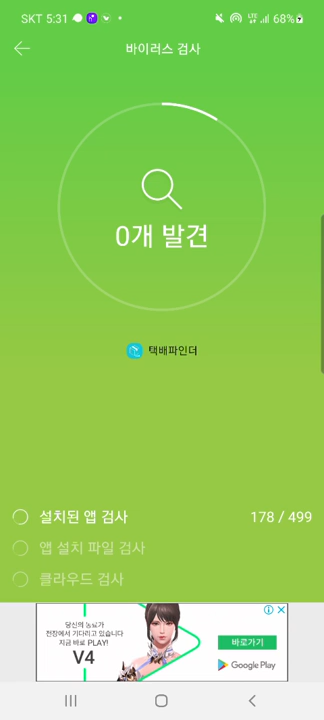 SKT 5:31
LTE
68%
바이러스 검사
0개 발견
택배파인더
설치된 앱 검사
178 / 499
앱 설치 파일 검사
클라우드 검사
당신의 동료가
전장에서 기다리고 있습니다
지금 바로 PLAY!
V4
바로가기
Google Play